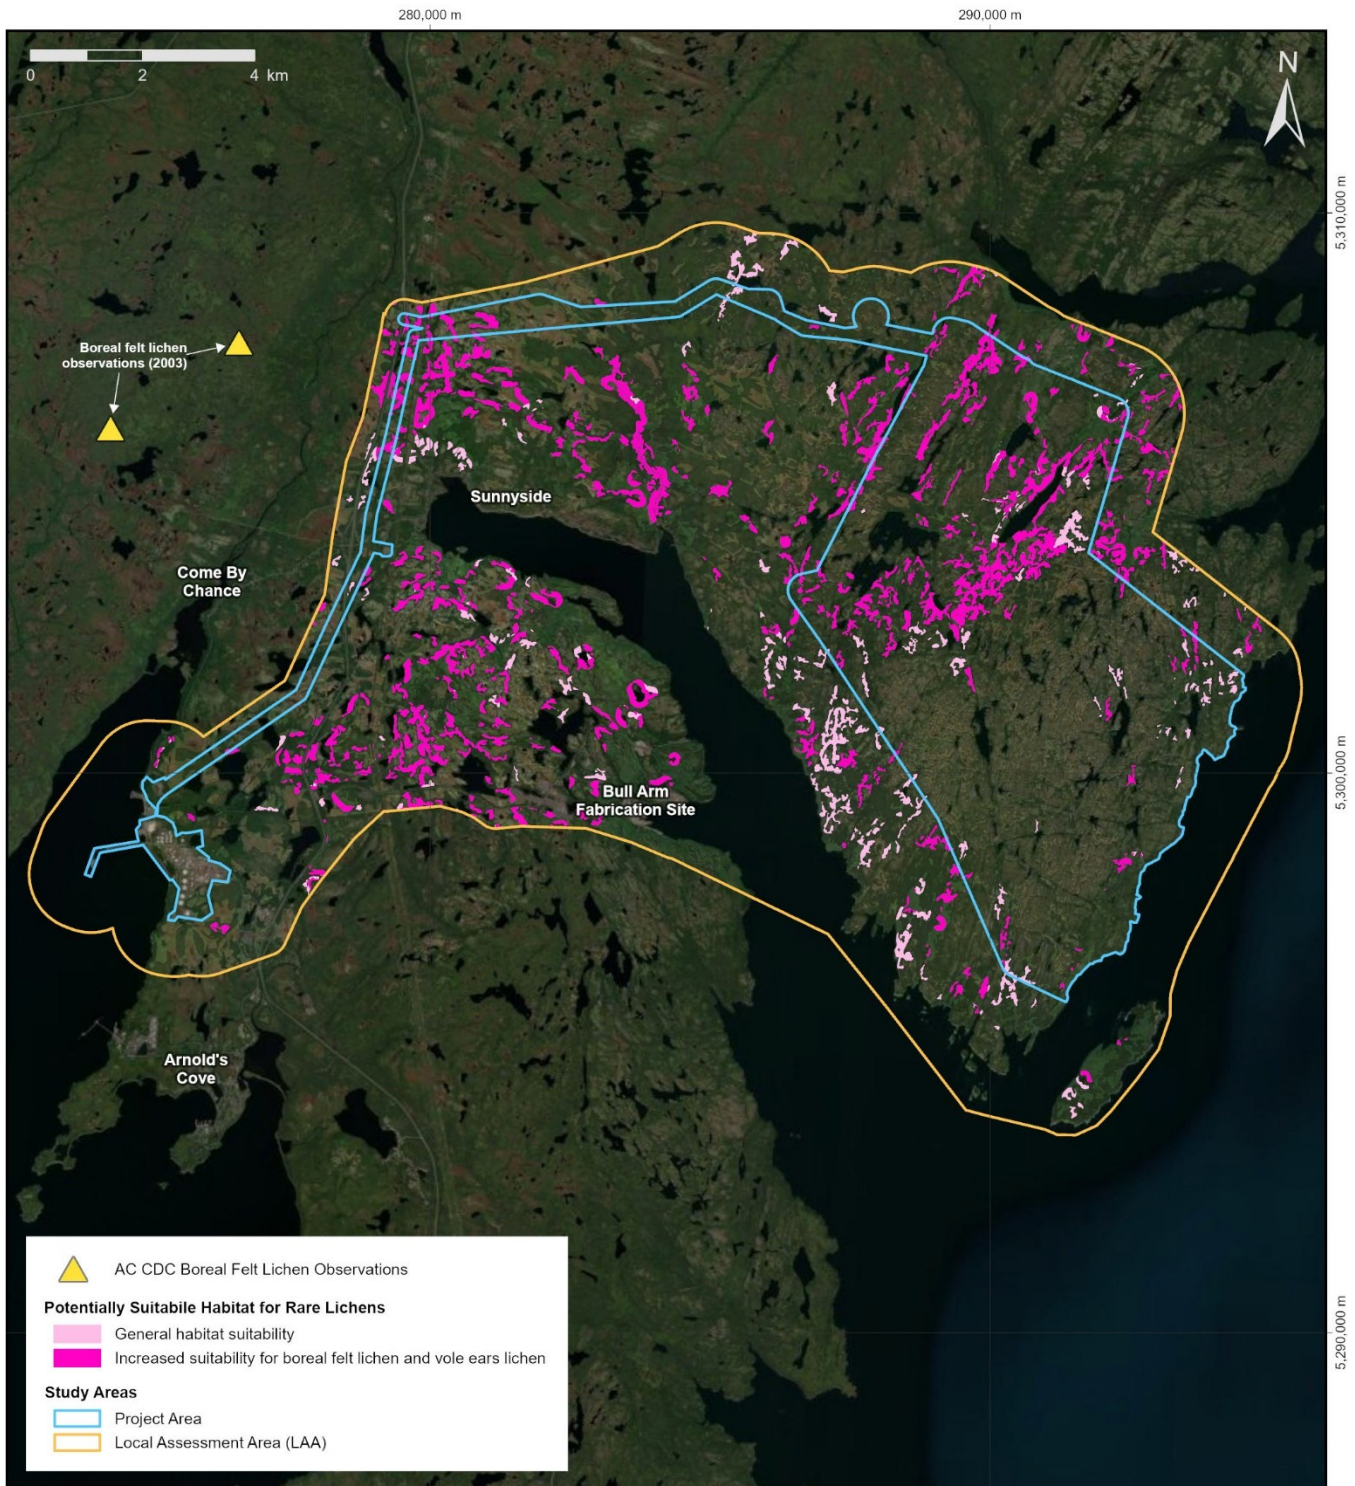 280,000 m
290,000 m
0
2
4 km
N
5,310,000 m
Boreal felt lichen
observations (2003)
Sunnyside
Come By
Chance
5,300,000 m
Bull Arm
Fabrication Site
Arnold's
Cove
5,290,000 m
AC CDC Boreal Felt Lichen Observations
Potentially Suitabile Habitat for Rare Lichens
General habitat suitability
Increased suitability for boreal felt lichen and vole ears lichen
Study Areas
Project Area
Local Assessment Area (LAA)